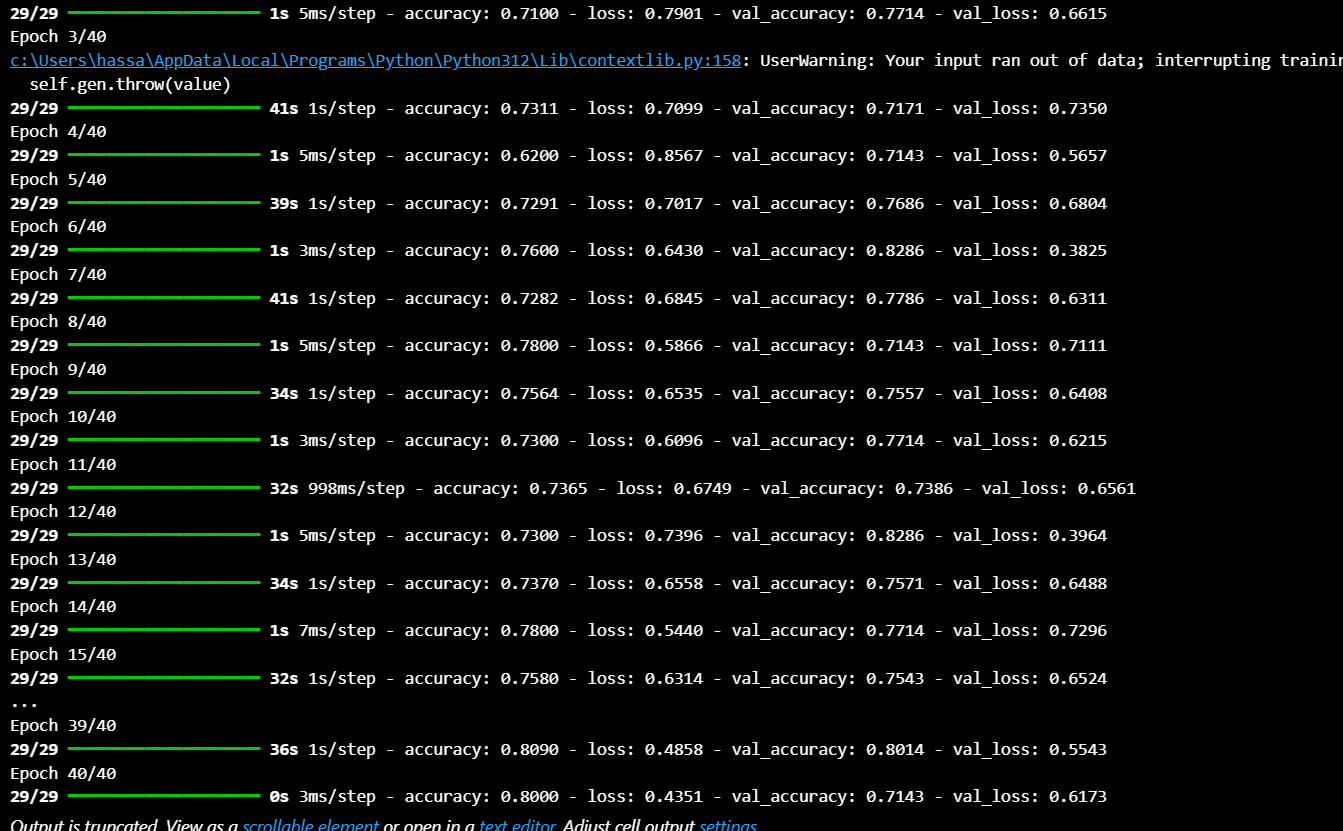 29/29 ━━━━━━━━━━━━━━━━━━━━ 1s 5ms/step - accuracy: 0.7100 - loss: 0.7901 - val_accuracy: 0.7714 - val_loss: 0.6615
Epoch 3/40
c:\Users\hassa\AppData\Local\Programs\Python\Python312\Lib\contextlib.py:158: UserWarning: Your input ran out of data; interrupting trainin
self.gen.throw(value)
29/29 ━━━━━━━━━━━━━━━━━━━━ 41s 1s/step - accuracy: 0.7311 - loss: 0.7099 - val_accuracy: 0.7171 - val_loss: 0.7350
Epoch 4/40
29/29 ━━━━━━━━━━━━━━━━━━━━ 1s 5ms/step - accuracy: 0.6200 - loss: 0.8567 - val_accuracy: 0.7143 - val_loss: 0.5657
Epoch 5/40
29/29 ━━━━━━━━━━━━━━━━━━━━ 39s 1s/step - accuracy: 0.7291 - loss: 0.7017 - val_accuracy: 0.7686 - val_loss: 0.6804
Epoch 6/40
29/29 ━━━━━━━━━━━━━━━━━━━━ 1s 3ms/step - accuracy: 0.7600 - loss: 0.6430 - val_accuracy: 0.8286 - val_loss: 0.3825
Epoch 7/40
29/29 ━━━━━━━━━━━━━━━━━━━━ 41s 1s/step - accuracy: 0.7282 - loss: 0.6845 - val_accuracy: 0.7786 - val_loss: 0.6311
Epoch 8/40
29/29 ━━━━━━━━━━━━━━━━━━━━ 1s 5ms/step - accuracy: 0.7800 - loss: 0.5866 - val_accuracy: 0.7143 - val_loss: 0.7111
Epoch 9/40
29/29 ━━━━━━━━━━━━━━━━━━━━ 34s 1s/step - accuracy: 0.7564 - loss: 0.6535 - val_accuracy: 0.7557 - val_loss: 0.6408
Epoch 10/40
29/29 ━━━━━━━━━━━━━━━━━━━━ 1s 3ms/step - accuracy: 0.7300 - loss: 0.6096 - val_accuracy: 0.7714 - val_loss: 0.6215
Epoch 11/40
29/29 ━━━━━━━━━━━━━━━━━━━━ 32s 998ms/step - accuracy: 0.7365 - loss: 0.6749 - val_accuracy: 0.7386 - val_loss: 0.6561
Epoch 12/40
29/29 ━━━━━━━━━━━━━━━━━━━━ 1s 5ms/step - accuracy: 0.7300 - loss: 0.7396 - val_accuracy: 0.8286 - val_loss: 0.3964
Epoch 13/40
29/29 ━━━━━━━━━━━━━━━━━━━━ 34s 1s/step - accuracy: 0.7370 - loss: 0.6558 - val_accuracy: 0.7571 - val_loss: 0.6488
Epoch 14/40
29/29 ━━━━━━━━━━━━━━━━━━━━ 1s 7ms/step - accuracy: 0.7800 - loss: 0.5440 - val_accuracy: 0.7714 - val_loss: 0.7296
Epoch 15/40
29/29 ━━━━━━━━━━━━━━━━━━━━ 32s 1s/step - accuracy: 0.7580 - loss: 0.6314 - val_accuracy: 0.7543 - val_loss: 0.6524
...
Epoch 39/40
29/29 ━━━━━━━━━━━━━━━━━━━━ 36s 1s/step - accuracy: 0.8090 - loss: 0.4858 - val_accuracy: 0.8014 - val_loss: 0.5543
Epoch 40/40
29/29 ━━━━━━━━━━━━━━━━━━━━ 0s 3ms/step - accuracy: 0.8000 - loss: 0.4351 - val_accuracy: 0.7143 - val_loss: 0.6173
Output is truncated. View as a scrollable element or open in a text editor. Adjust cell output settings